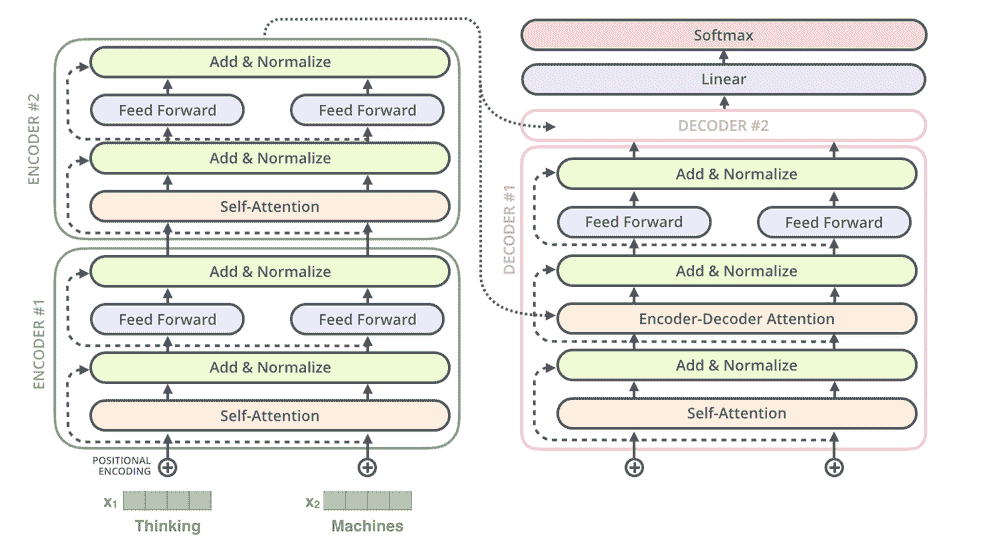 ENCODER #2
Add & Normalize
Feed Forward Feed Forward
Add & Normalize
Self-Attention
ENCODER #1
Add & Normalize
Feed Forward Feed Forward
Add & Normalize
Self-Attention
POSITIONAL
ENCODING
x1 x2
Thinking Machines
Softmax
Linear
DECODER #2
DECODER #1
Add & Normalize
Feed Forward Feed Forward
Add & Normalize
Encoder-Decoder Attention
Add & Normalize
Self-Attention